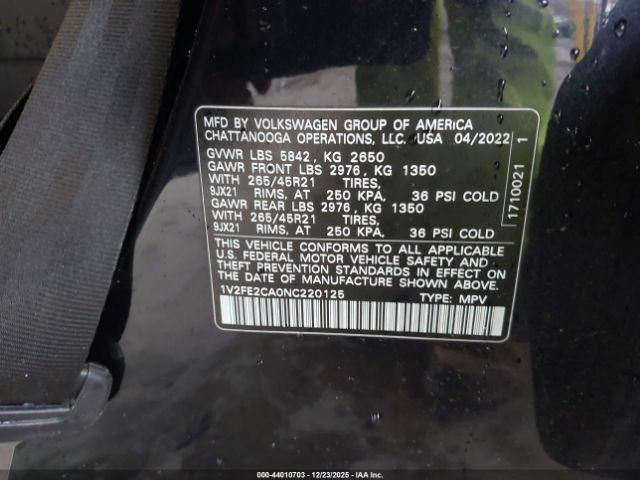 MFD BY VOLKSWAGEN GROUP OF AMERICA
CHATTANOOGA OPERATIONS, LLC. USA 04/2022
GVWR LBS 5842, KG 2650
GAWR FRONT LBS 2976, KG 1350
WITH 265/45R21 TIRES,
9JX21 RIMS, AT 250 KPA, 36 PSI COLD
GAWR REAR LBS 2976, KG 1350
WITH 265/45R21 TIRES,
9JX21 RIMS, AT 250 KPA, 36 PSI COLD
THIS VEHICLE CONFORMS TO ALL APPLICABLE
U.S. FEDERAL MOTOR VEHICLE SAFETY AND
THEFT PREVENTION STANDARDS IN EFFECT ON
THE DATE OF MANUFACTURE SHOWN ABOVE.
1V2FE2CA0NC220125 TYPE: MPV
1710021 1
000-44010703 - 12/23/2025 - IAAI.COM